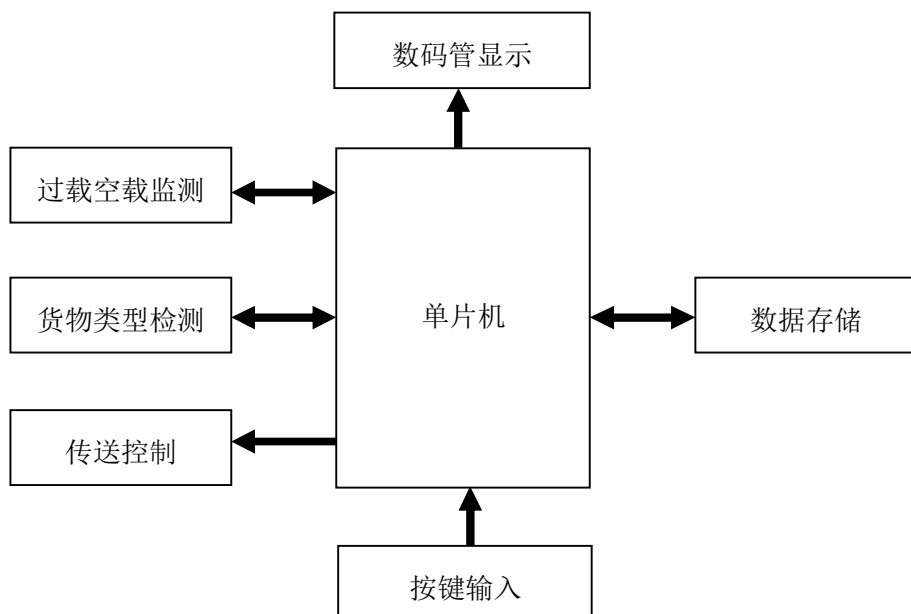 数码管显示
过载空载监测
货物类型检测
单片机
数据存储
传送控制
按键输入